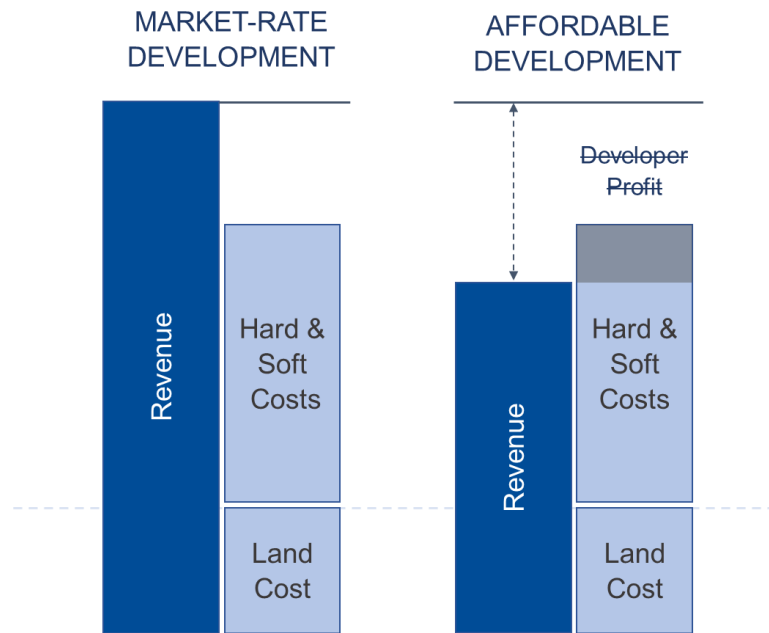 MARKET-RATE
DEVELOPMENT
Revenue
Hard &
Soft
Costs
Land
Cost
AFFORDABLE
DEVELOPMENT
Developer
Profit
Revenue
Hard &
Soft
Costs
Land
Cost